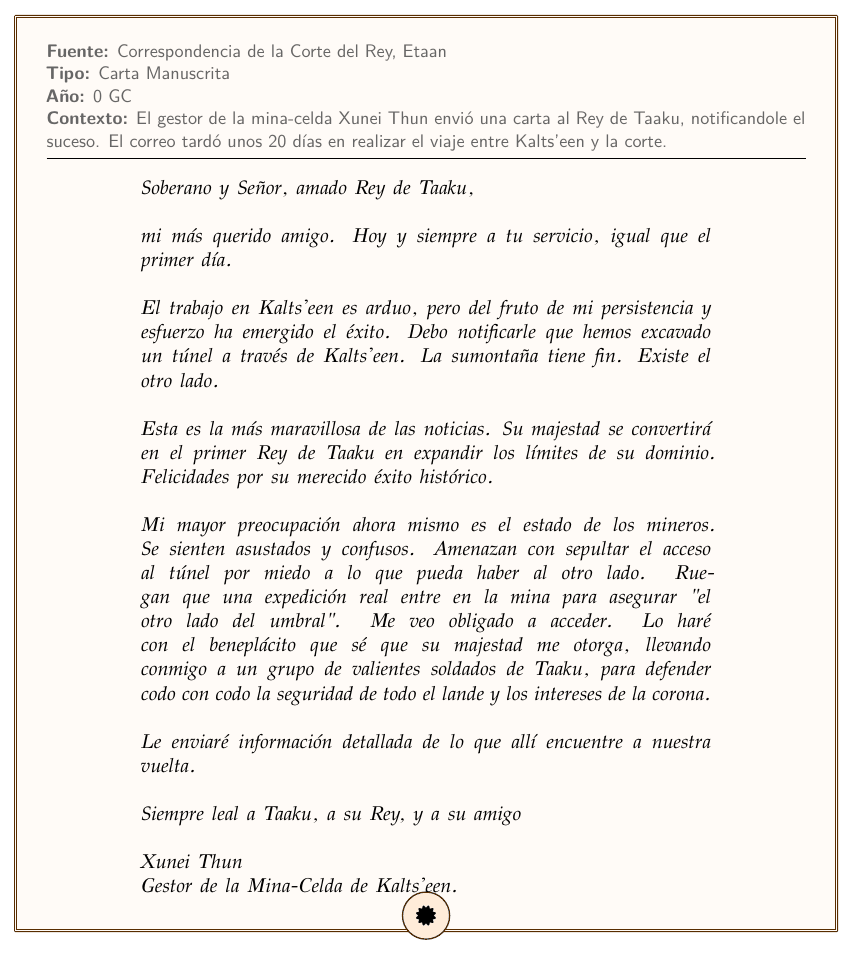 Fuente: Correspondencia de la Corte del Rey, Etaan
Tipo: Carta Manuscrita
Año: 0 GC
Contexto: El gestor de la mina-celda Xunei Thun envió una carta al Rey de Taaku, notificandole el
suceso. El correo tardó unos 20 días en realizar el viaje entre Kalts'een y la corte.
Soberano y Señor, amado Rey de Taaku,
mi más querido amigo. Hoy y siempre a tu servicio, igual que el
primer día.
El trabajo en Kalts'een es arduo, pero del fruto de mi persistencia y
esfuerzo ha emergido el éxito. Debo notificarle que hemos excavado
un túnel a través de Kalts'een. La sumontaña tiene fin. Existe el
otro lado.
Esta es la más maravillosa de las noticias. Su majestad se convertirá
en el primer Rey de Taaku en expandir los límites de su dominio.
Felicidades por su merecido éxito histórico.
Mi mayor preocupación ahora mismo es el estado de los mineros.
Se sienten asustados y confusos. Amenazan con sepultar el acceso
al túnel por miedo a lo que pueda haber al otro lado. Rue-
gan que una expedición real entre en la mina para asegurar "el
otro lado del umbral". Me veo obligado a acceder. Lo haré
con el beneplácito que sé que su majestad me otorga, llevando
conmigo a un grupo de valientes soldados de Taaku, para defender
codo con codo la seguridad de todo el lande y los intereses de la corona.
Le enviaré información detallada de lo que allí encuentre a nuestra
vuelta.
Siempre leal a Taaku, a su Rey, y a su amigo
Xunei Thun
Gestor de la Mina-Celda de Kalts'een.